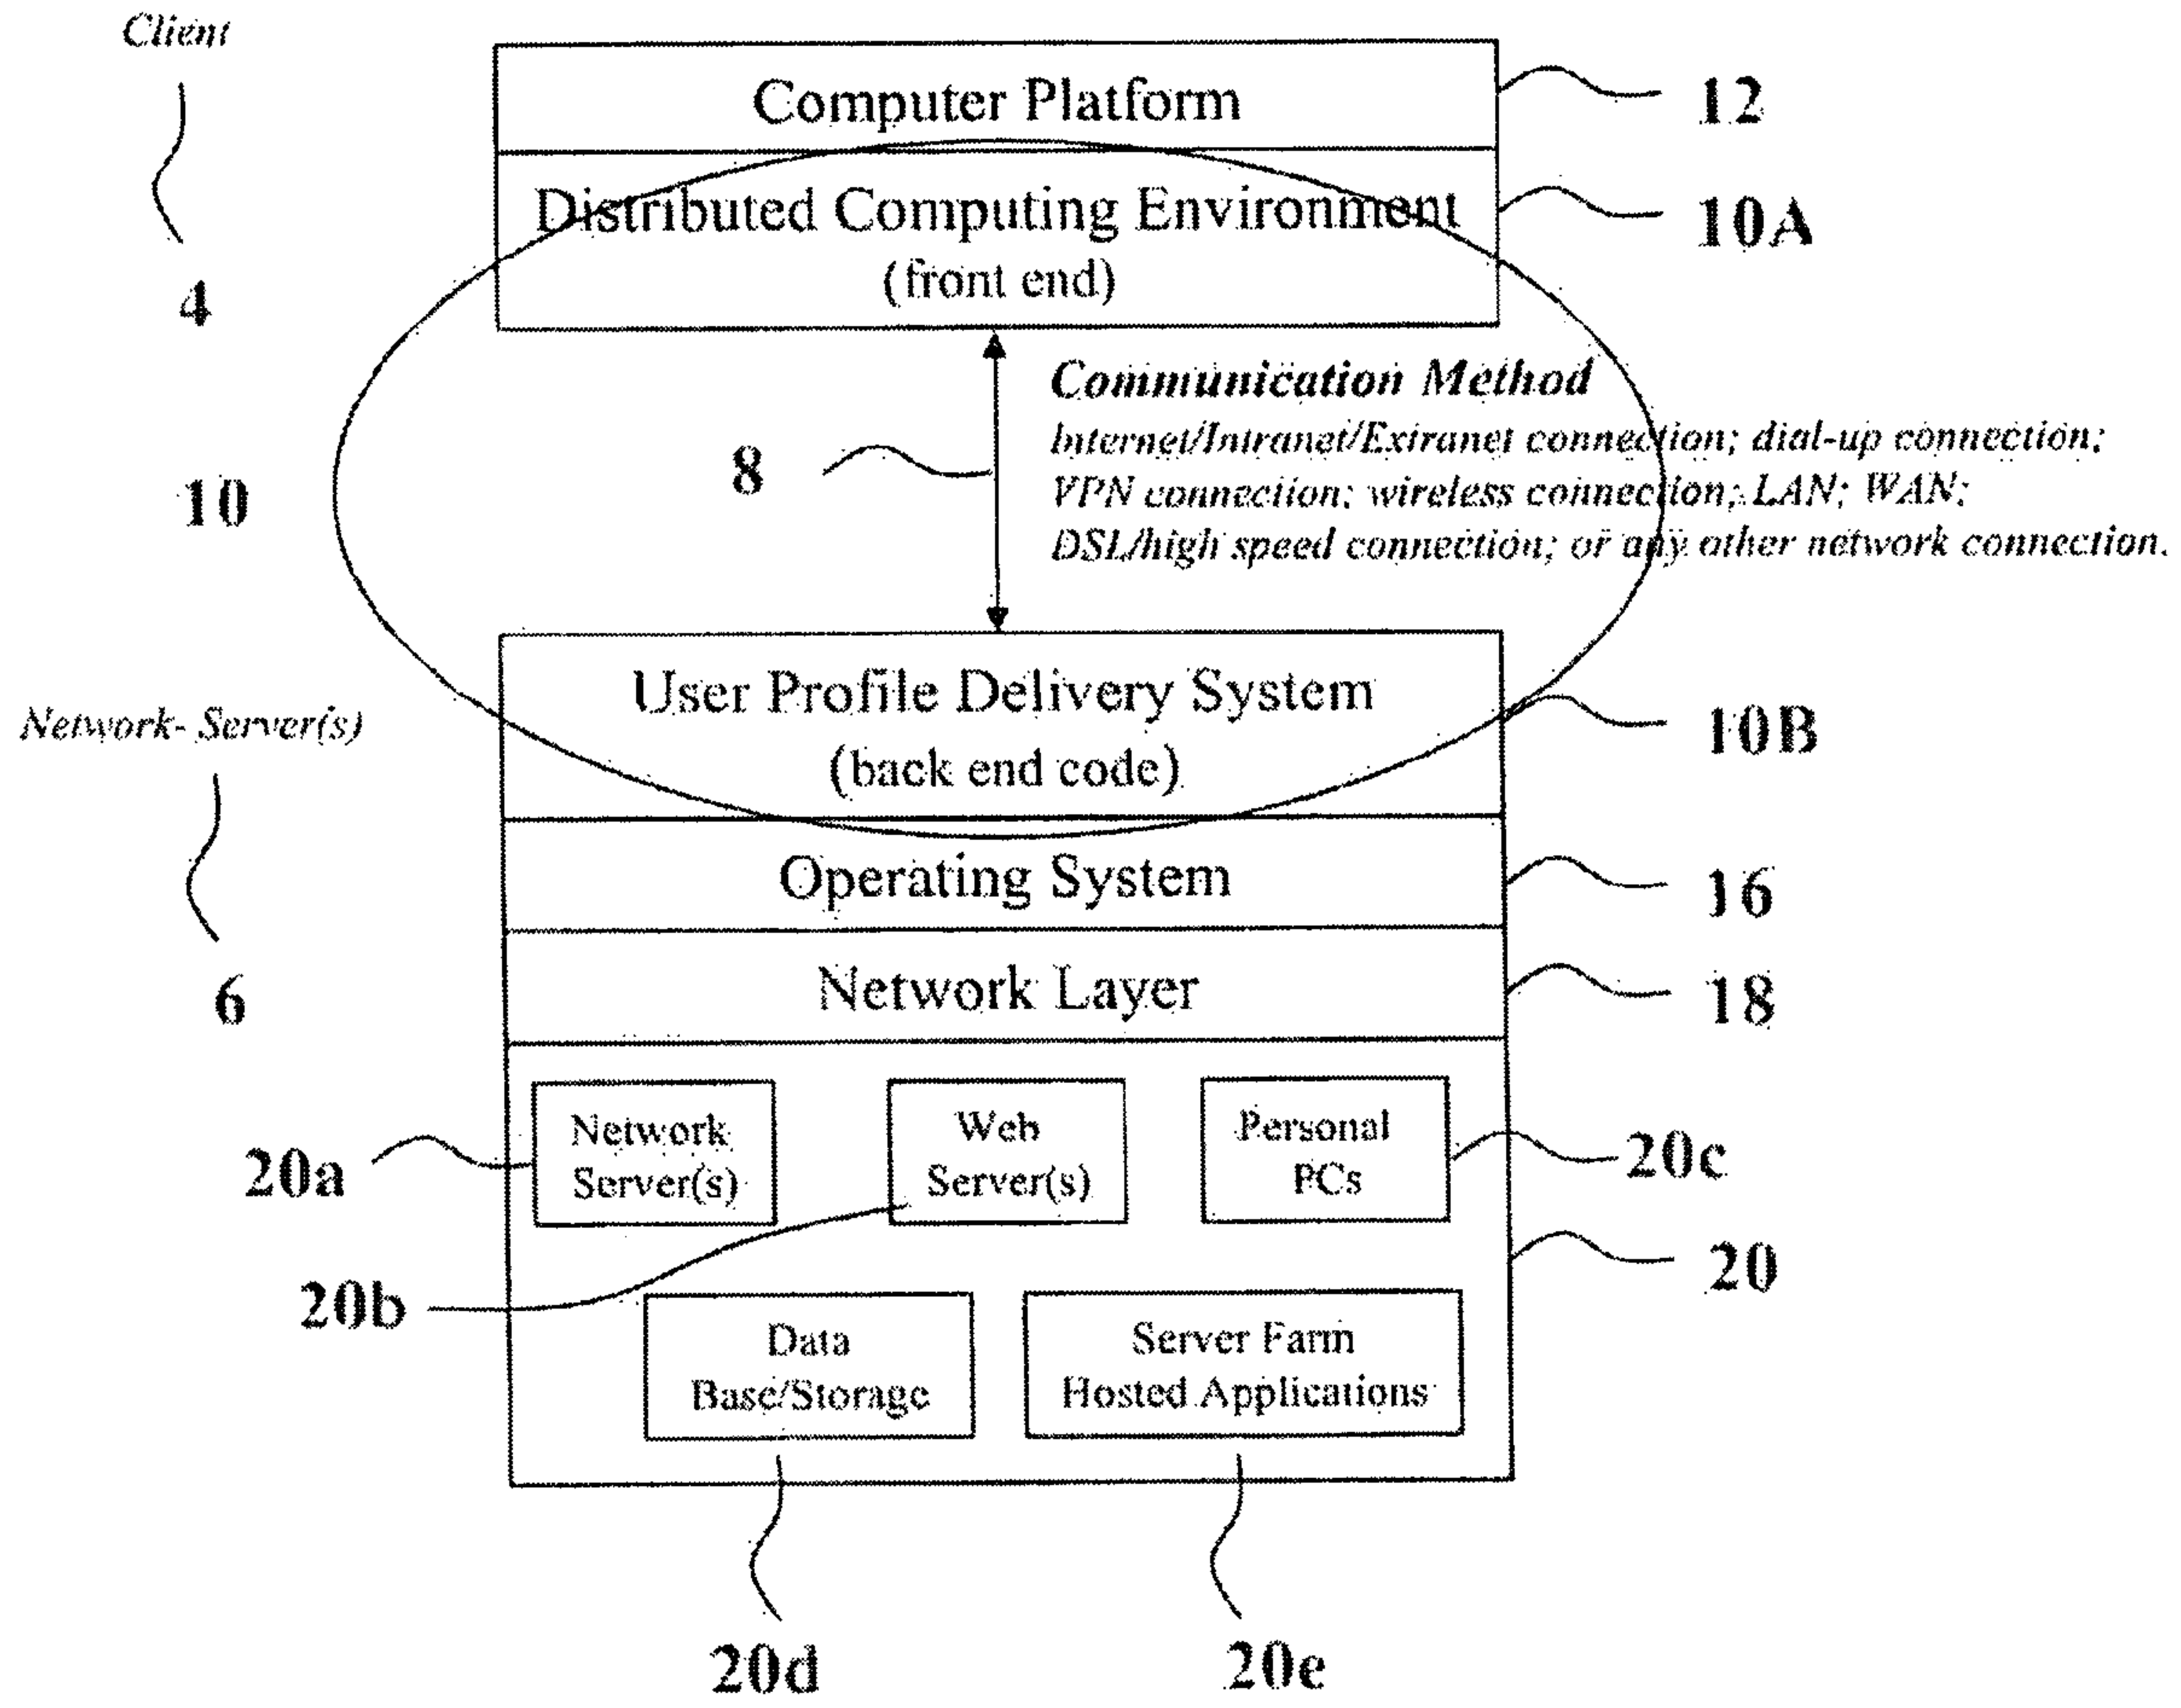 Client
Computer Platform
12
Distributed Computing Environment
10A
(front end)
4
Communication Method
Internet/Intranet/Extranet connection; dial-up connection;
8
VPN connection; wireless connection; LAN; WAN;
10
DSL/high speed connection; or any other network connection.
User Profile Delivery System
10B
Network- Server(s)
(back end code)
Operating System
16
Network Layer
18
6
Network
Server(s)
Web
Server(s)
Personal
PCs
20a
20c
20
20b
Data
Base/Storage
Server Farm
Hosted Applications
20d
20e